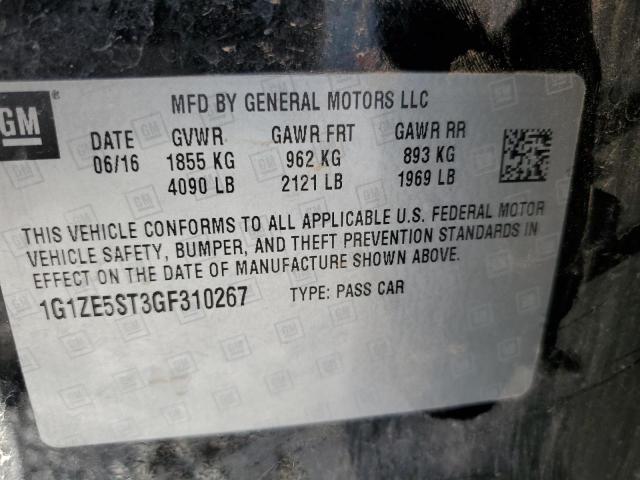 GM ®
MFD BY GENERAL MOTORS LLC
DATE GVWR GAWR FRT GAWR RR
06/16 1855 KG 962 KG 893 KG
4090 LB 2121 LB 1969 LB
THIS VEHICLE CONFORMS TO ALL APPLICABLE U.S. FEDERAL MOTOR
VEHICLE SAFETY, BUMPER, AND THEFT PREVENTION STANDARDS IN
EFFECT ON THE DATE OF MANUFACTURE SHOWN ABOVE.
1G1ZE5ST3GF310267 TYPE: PASS CAR